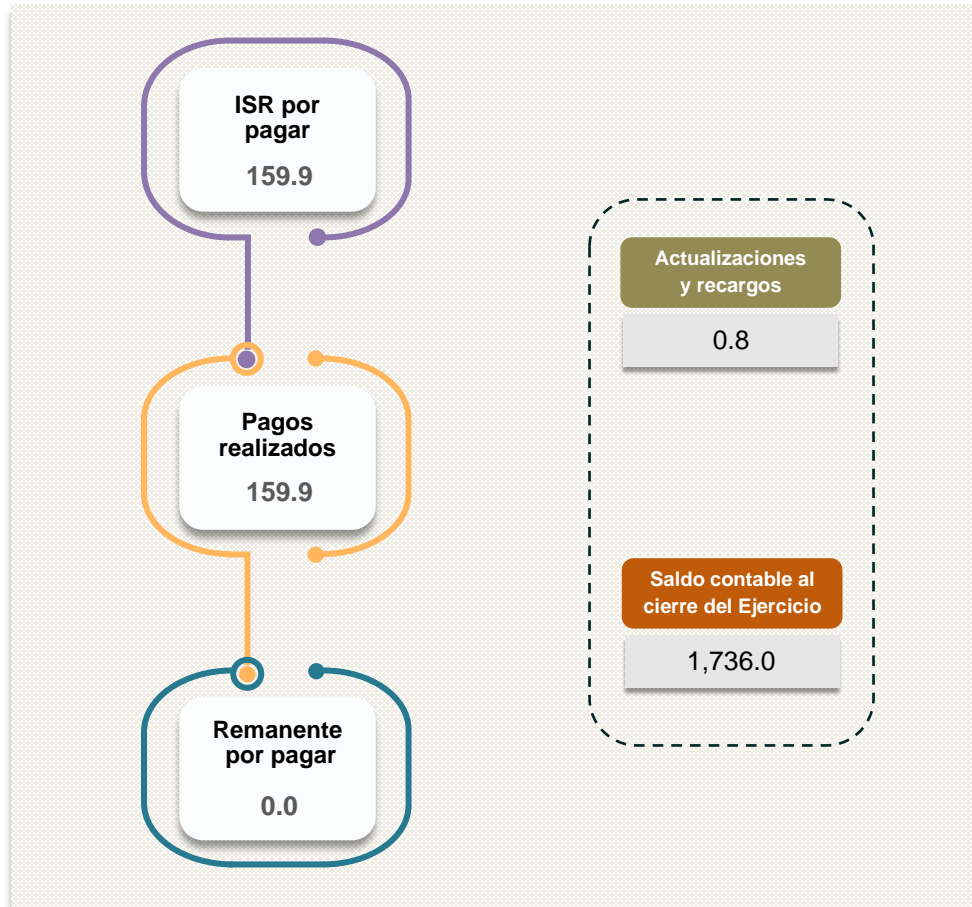 ISR por
pagar
159.9
Pagos
realizados
159.9
Remanente
por pagar
0.0
Actualizaciones
y recargos
0.8
Saldo contable al
cierre del Ejercicio
1,736.0